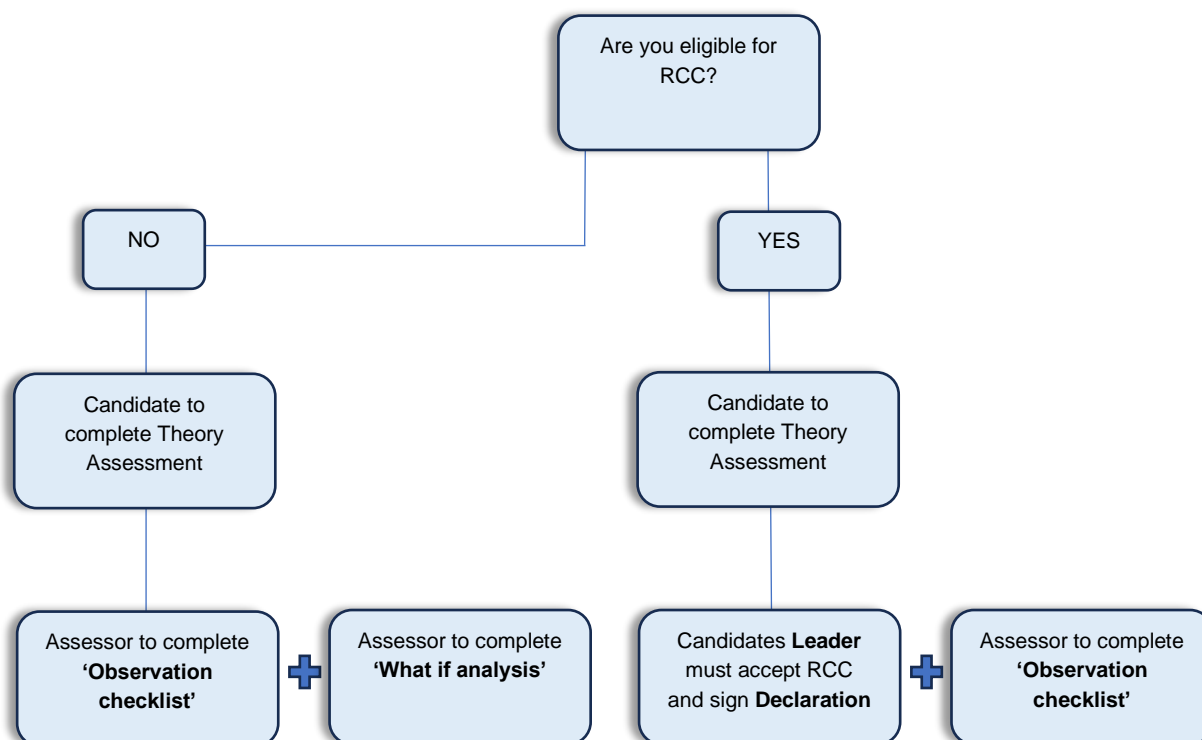 Are you eligible for
RCC?
NO
YES
Candidate to
complete Theory
Assessment
Candidate to
complete Theory
Assessment
Assessor to complete
‘Observation
checklist’
Assessor to complete
‘What if analysis’
Candidates Leader
must accept RCC
and sign Declaration
Assessor to complete
‘Observation
checklist’